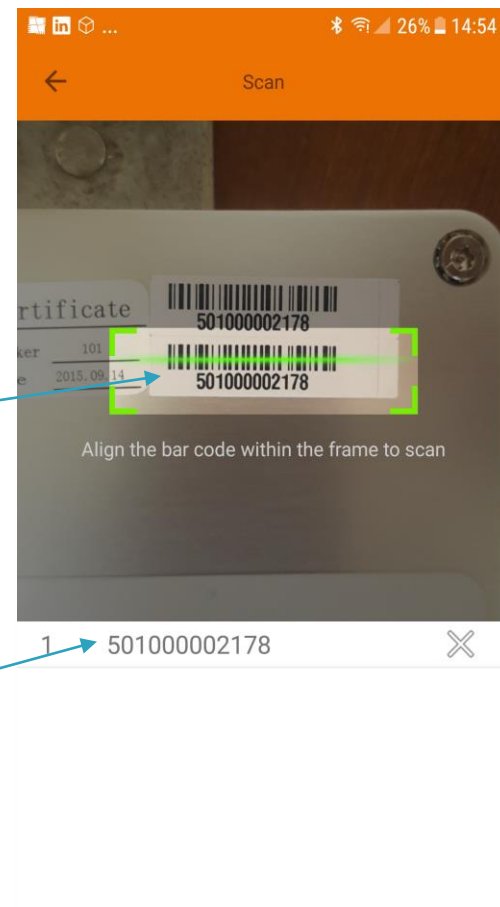 in ... 26% 14:54
Scan
rtificate
501000002178
ker 101
501000002178
e 2015.09.14
Align the bar code within the frame to scan
1 501000002178